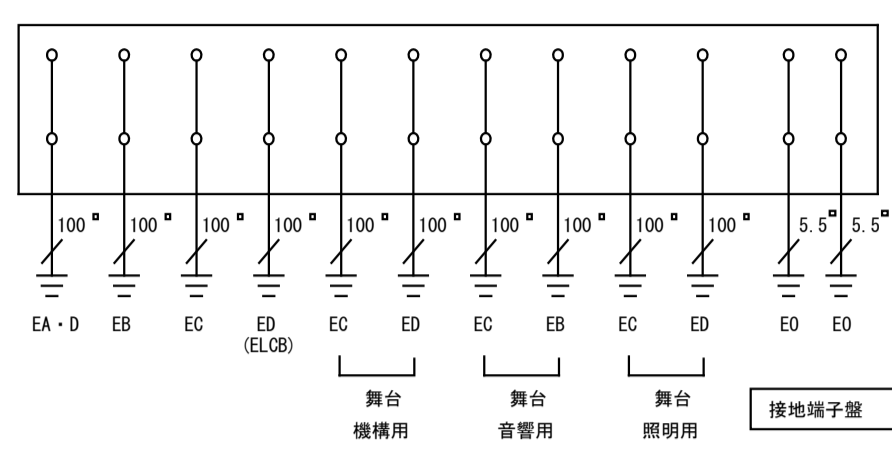 100□ 100□ 100□ 100□ 100□ 100□ 100□ 100□ 100□ 100□ 5.5□ 5.5□
EA・D EB EC ED EC ED EC EB EC ED EO EO
(ELCB)
舞台 舞台 舞台
機構用 音響用 照明用
接地端子盤